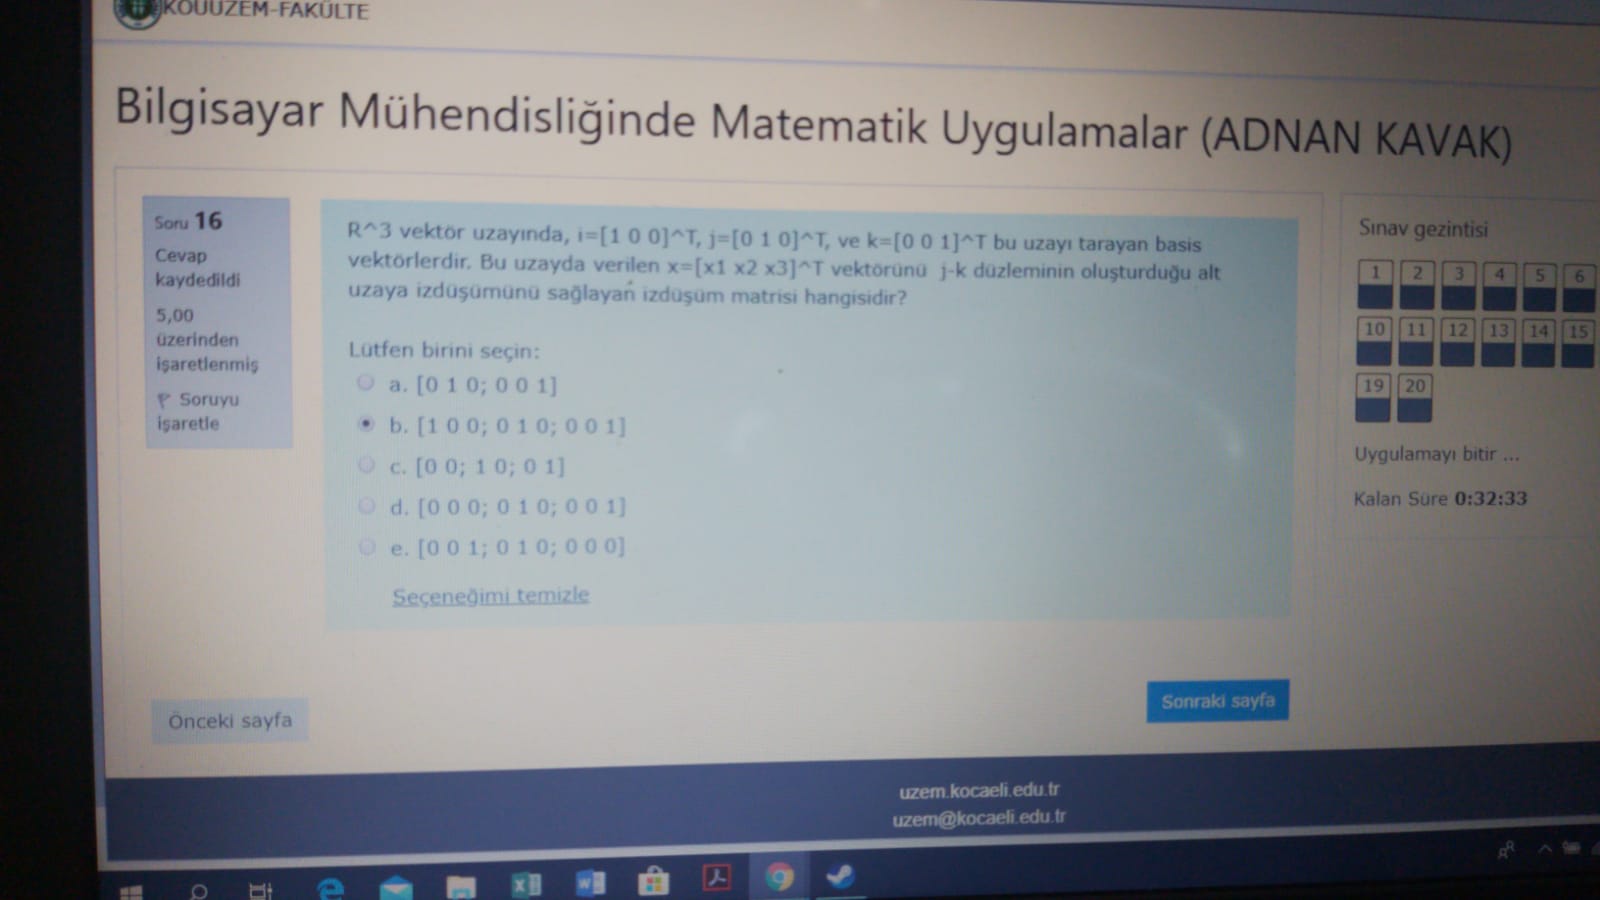 KOUUZEM-FAKÜLTE
Bilgisayar Mühendisliğinde Matematik Uygulamalar (ADNAN KAVAK)
Soru 16
Cevap
kaydedildi
5,00
üzerinden
işaretlenmiş
Soruyu
işaretle
R^3 vektör uzayında, i=[1 0 0]^T, j=[0 1 0]^T, ve k=[0 0 1]^T bu uzayı tarayan basis
vektörlerdir. Bu uzayda verilen x=[x1 x2 x3]^T vektörünü j-k düzleminin oluşturduğu alt
uzaya izdüşümünü sağlayan izdüşüm matrisi hangisidir?
Lütfen birini seçin:
a. [0 1 0; 0 0 1]
b. [1 0 0; 0 1 0; 0 0 1]
c. [0 0; 1 0; 0 1]
d. [0 0 0; 0 1 0; 0 0 1]
e. [0 0 1; 0 1 0; 0 0 0]
Seçeneğimi temizle
Önceki sayfa
Sonraki sayfa
Sınav gezintisi
1 2 3 4 5 6
10 11 12 13 14 15
19 20
Uygulamayı bitir ...
Kalan Süre 0:32:33
uzem.kocaeli.edu.tr
uzem@kocaeli.edu.tr